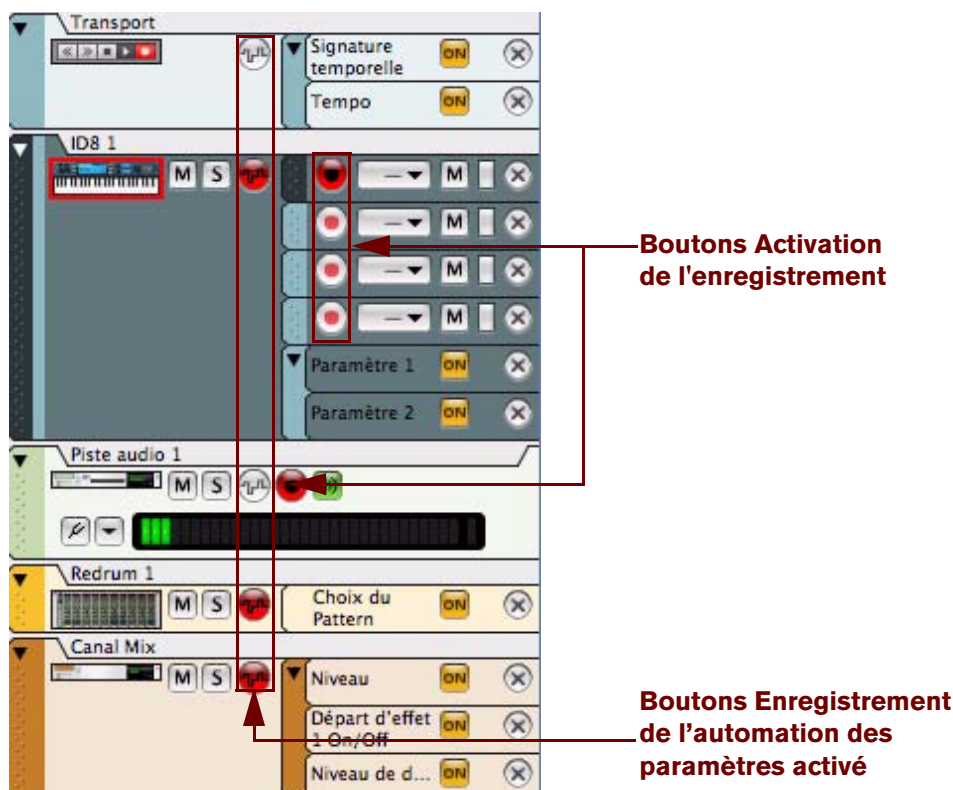 Transport
Signature
temporelle
ON
Tempo
ON
ID8 1
M S
M
M
Boutons Activation
de l'enregistrement
M
M
Paramètre 1
ON
Paramètre 2
ON
Piste audio 1
M S
Redrum 1
M S
Choix du
Pattern
ON
Canal Mix
M S
Niveau
ON
Départ d'effet
1 On/Off
ON
Niveau de d...
ON
Boutons Enregistrement
de l’automation des
paramètres activé